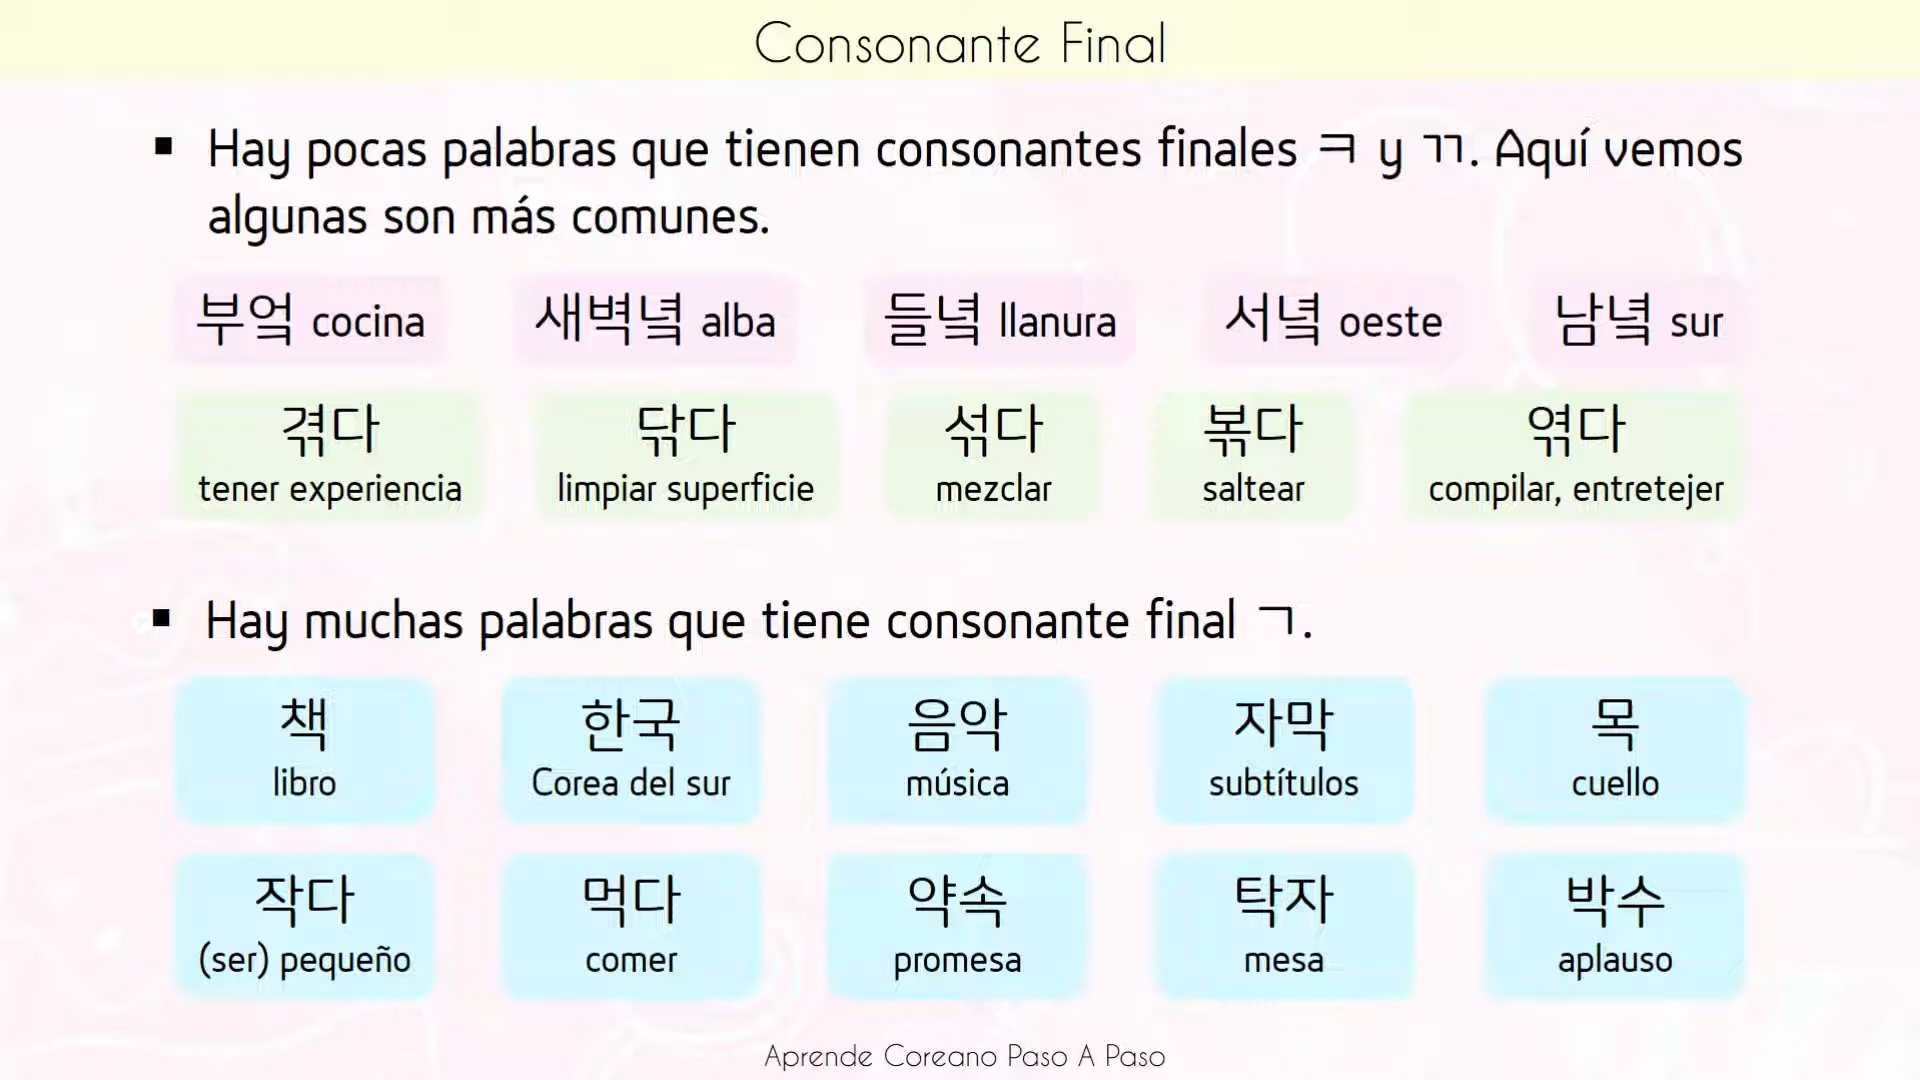 Consonante Final
▪ Hay pocas palabras que tienen consonantes finales ㅋ y ㄲ. Aquí vemos
algunas son más comunes.
부엌 cocina 새벽녘 alba 들녘 llanura 서녘 oeste 남녘 sur
겪다 닦다 섞다 볶다 엮다
tener experiencia limpiar superficie mezclar saltear compilar, entretejer
▪ Hay muchas palabras que tiene consonante final ㄱ.
책 한국 음악 자막 목
libro Corea del sur música subtítulos cuello
작다 먹다 약속 탁자 박수
(ser) pequeño comer promesa mesa aplauso
Aprende Coreano Paso A Paso